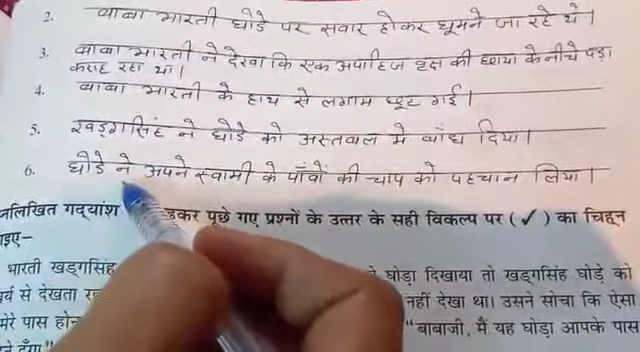 2. बाबा भारती घोडे पर सवार होकर घूमने जा रहे थे।
3. बाबा भारती ने देखा कि एक अपाहिज वृक्ष की छाया के नीचे पड़ा
कराह रहा था।
4. बाबा भारती के हाथ से लगाम छूट गई।
5. खड्गसिंह ने घोडे को अस्तबल मे बाँध दिया।
6. घोडे ने अपने स्वामी के पाँवों की चाप को पहचान लिया।
गद्यांश पूछे गए प्रश्नों के उत्तर के सही विकल्प पर (✓) का चिह्न
भारती खड्गसिंह घोड़ा दिखाया तो खड्गसिंह घोड़े को
से देखता नहीं देखा था। उसने सोचा कि ऐसा
पास "बाबाजी, मैं यह घोड़ा आपके पास